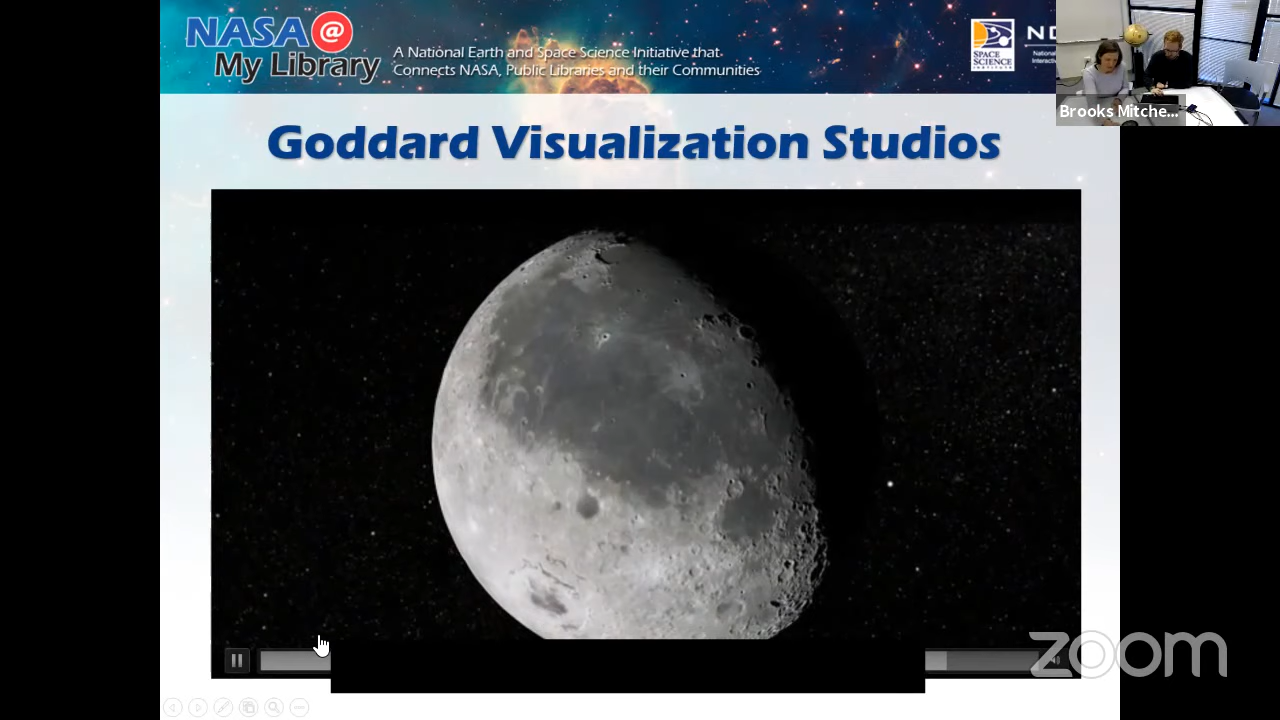 NASA @
My Library
A National Earth and Space Science Initiative that
Connects NASA, Public Libraries and their Communities
SPACE
SCIENCE
INSTITUTE
Brooks Mitche...
Goddard Visualization Studios
zoom